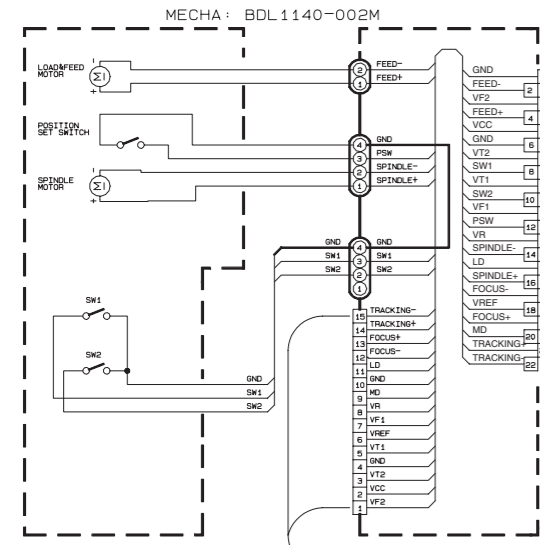 MECHA: BDL1140-002M
LOAD&FEED
MOTOR
-
M
+
2 FEED-
1 FEED+
POSITION
SET SWITCH
4 GND
3 PSW
2 SPINDLE-
1 SPINDLE+
SPINDLE
MOTOR
-
M
+
GND 4 GND
SW1 3 SW1
SW2 2 SW2
1
SW1
SW2
GND
SW1
SW2
15 TRACKING-
14 TRACKING+
13 FOCUS+
12 FOCUS-
11 LD
10 GND
9 MD
8 VR
7 VF1
6 VREF
5 VT1
4 GND
3 VT2
2 VCC
1 VF2
GND
FEED- 2
VF2
FEED+ 4
VCC
GND 6
VT2
SW1 8
VT1
SW2 10
VF1
PSW 12
VR
SPINDLE- 14
LD
SPINDLE+ 16
FOCUS-
VREF 18
FOCUS+
MD 20
TRACKING+
TRACKING- 22